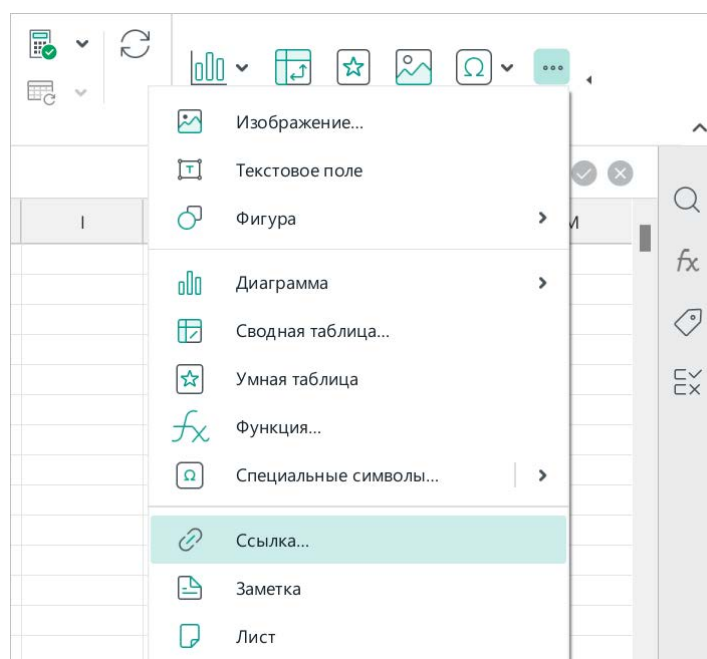 Изображение...
Текстовое поле
I
Фигура
M
Диаграмма
Сводная таблица...
Умная таблица
Функция...
Специальные символы...
Ссылка...
Заметка
Лист